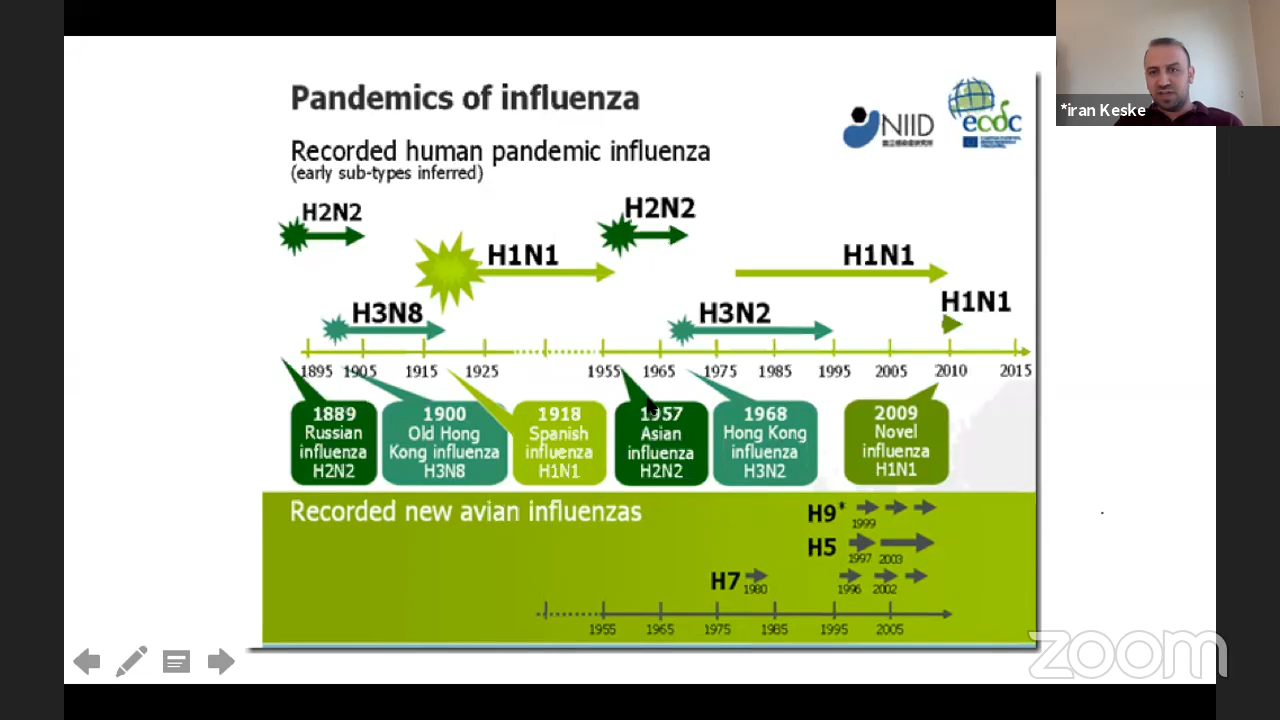 Pandemics of influenza
NIID
ecdc
*iran Keske
Recorded human pandemic influenza
(early sub-types inferred)
H2N2
H2N2
H1N1
H1N1
H1N1
H3N8
H3N2
1895 1905 1915 1925 1955 1965 1975 1985 1995 2005 2010 2015
1889
Russian
influenza
H2N2
1900
Old Hong
Kong influenza
H3N8
1918
Spanish
influenza
H1N1
1957
Asian
influenza
H2N2
1968
Hong Kong
influenza
H3N2
2009
Novel
influenza
H1N1
Recorded new avian influenzas
H9*
1999
H5
1997 2003
H7
1980 1996 2002
1955 1965 1975 1985 1995 2005
zoom